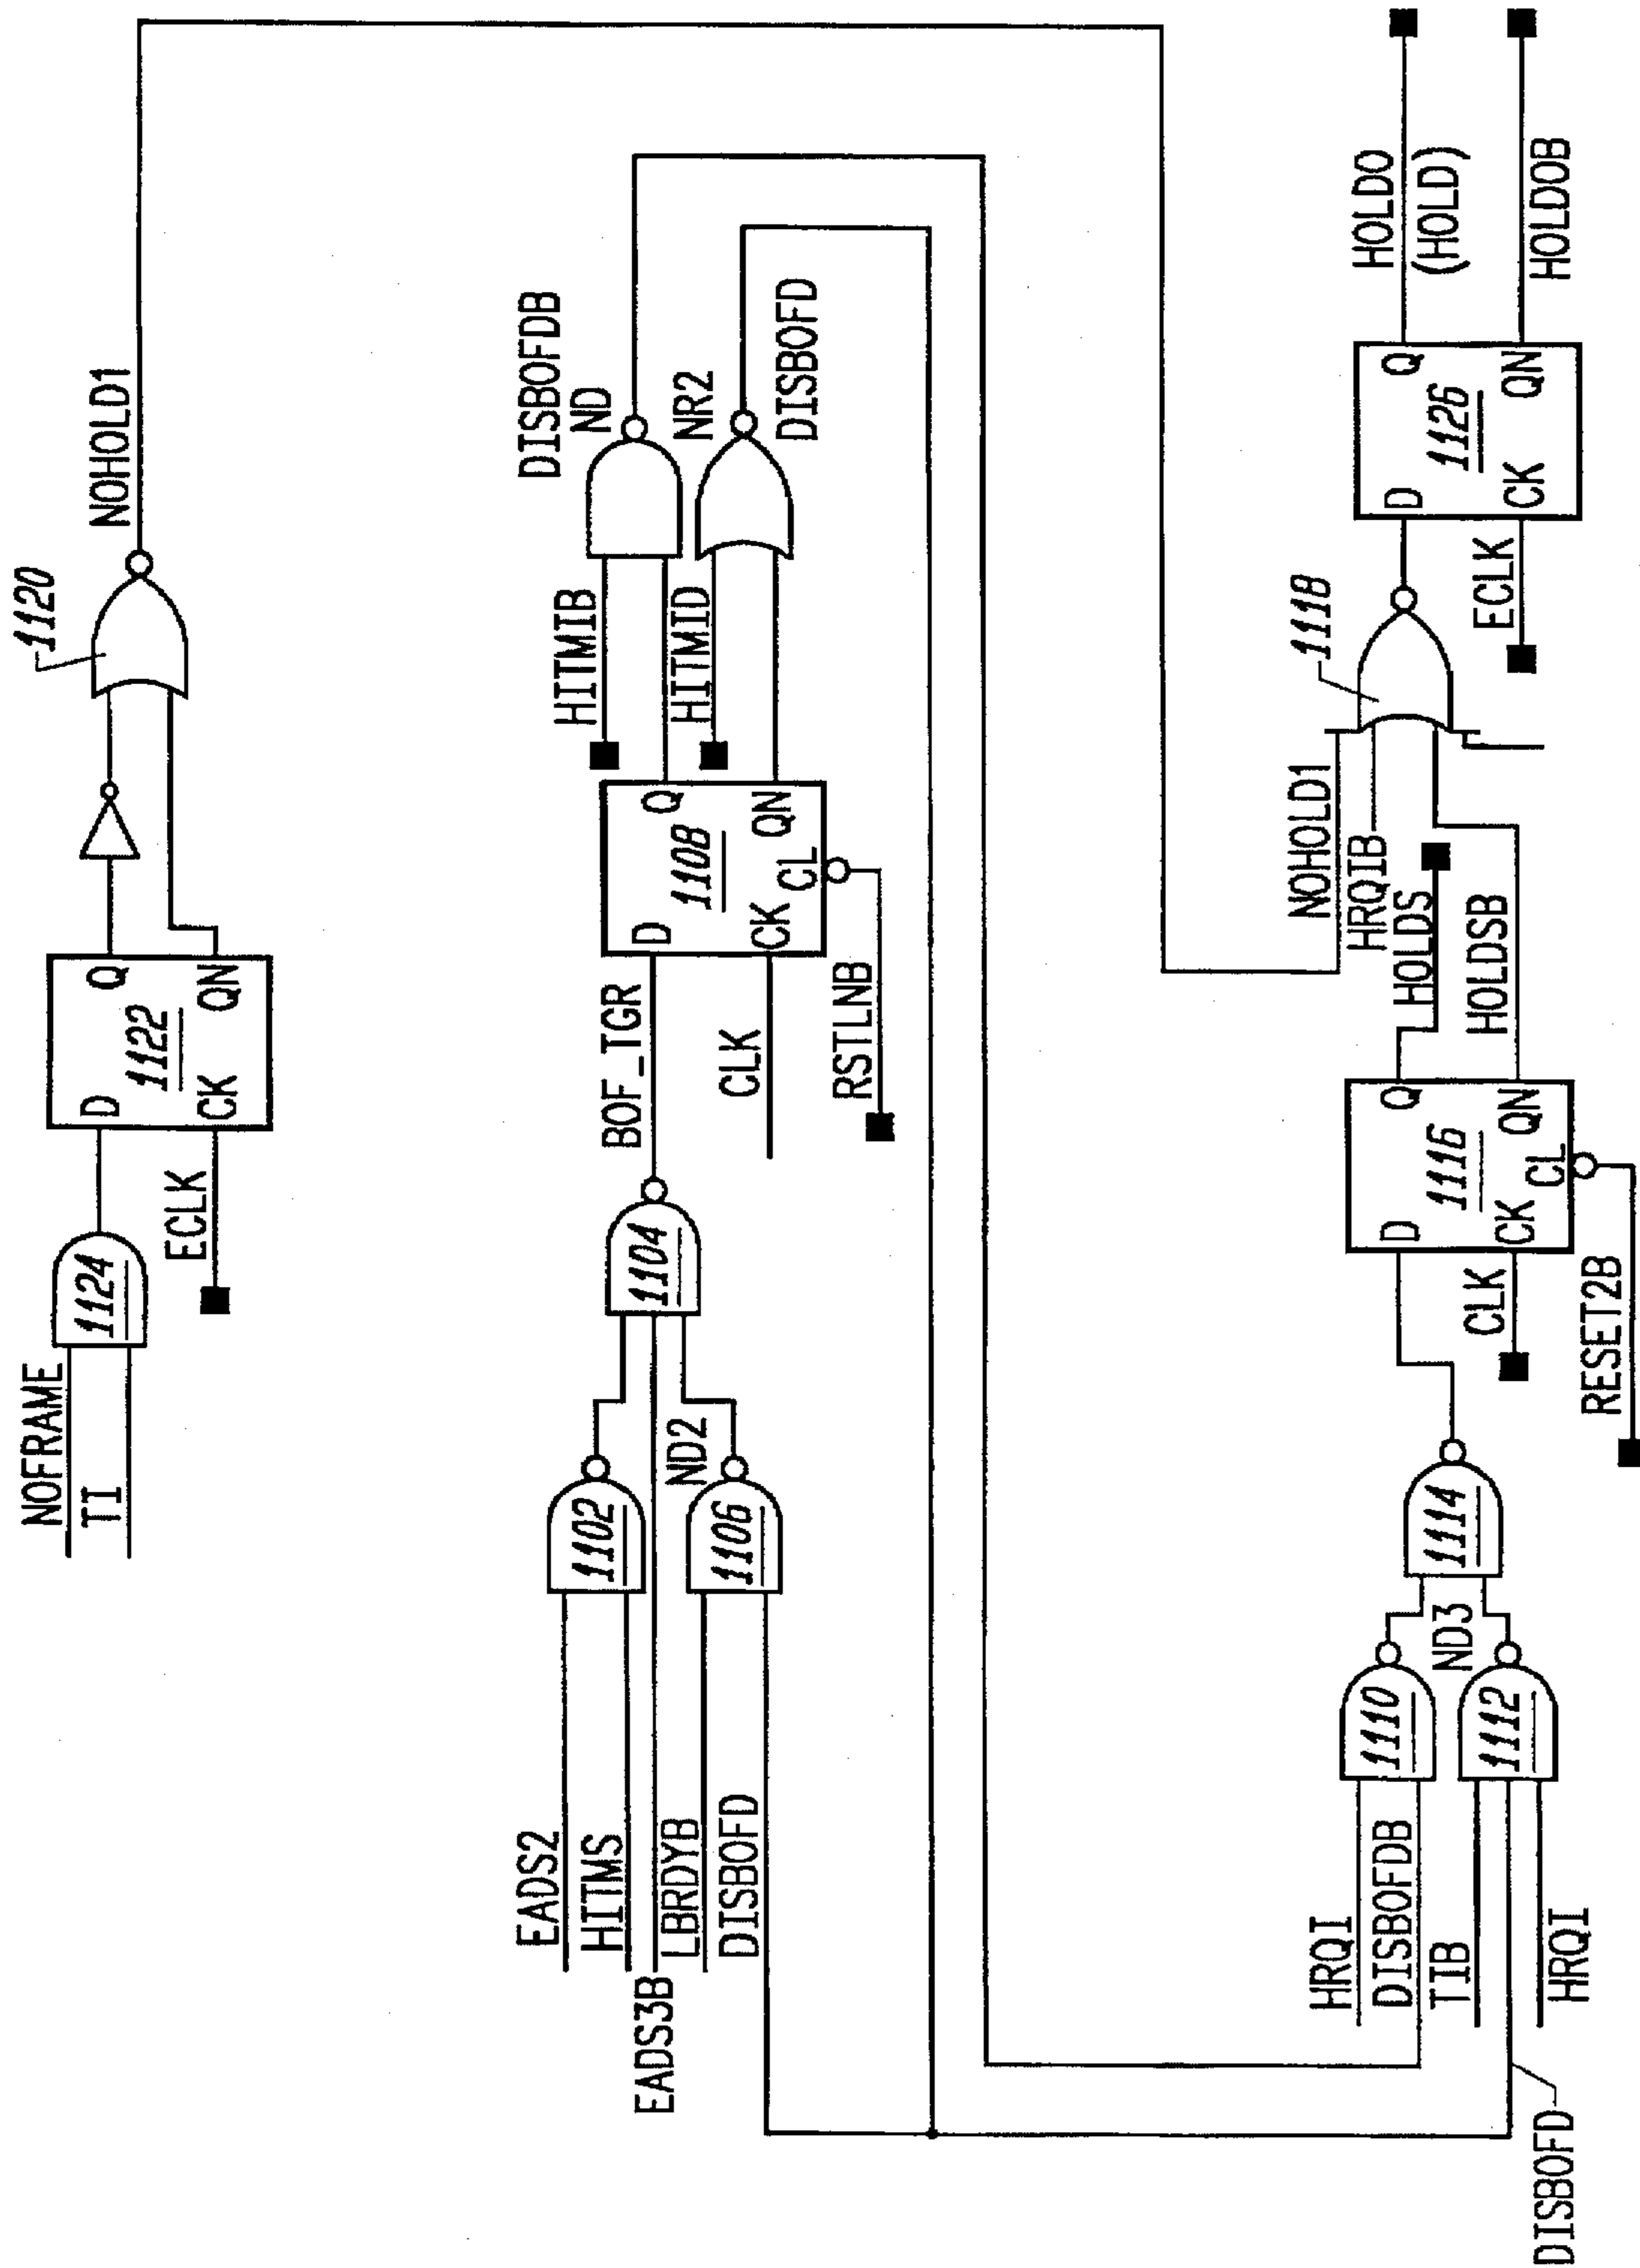 NOFRAME
TI
1124
ECLK
D
CK
1122
Q
QN
1120
NOHOLD1
EADS2
HITMS
EADS3B
LBRDYB
DISBOFD
1102
ND2
1106
1104
BOF_TGR
CLK
RSTLNB
D
CK
CL
1108
Q
QN
HITMIB
HITMID
DISBOFDB
ND
NR2
DISBOFD
HRQI
DISBOFDB
TIB
HRQI
DISBOFD
1110
ND3
1112
1114
CLK
RESET2B
D
CK
CL
1116
Q
QN
NOHOLD1
HRQIB
HOLDS
HOLDSB
1118
ECLK
D
CK
1126
Q
QN
HOLDO
(HOLD)
HOLDOB